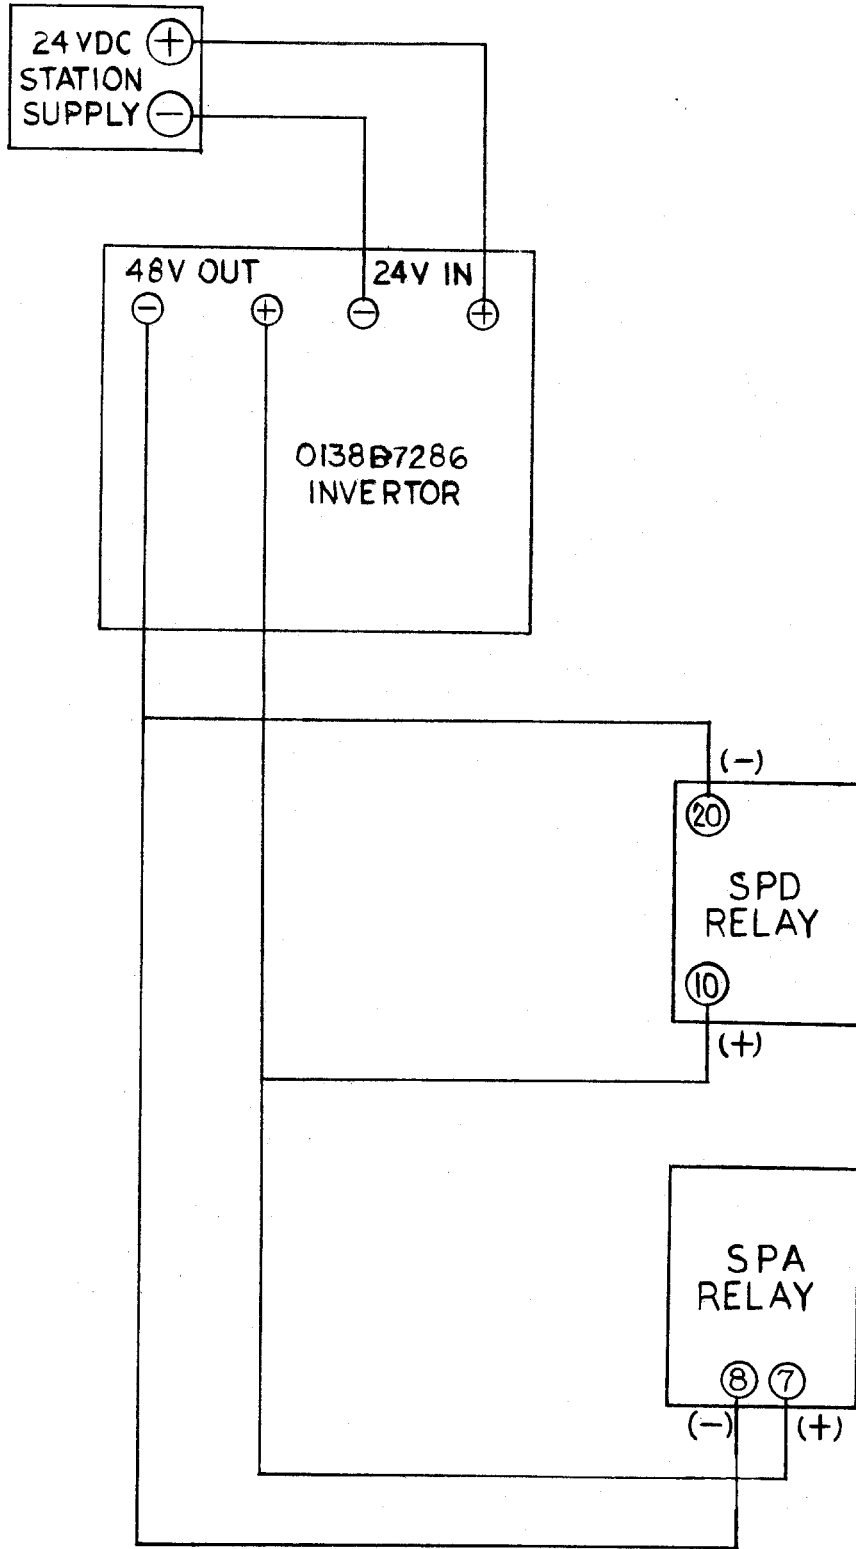 24 VDC +
STATION
SUPPLY −
48V OUT
24V IN
− + − +
0138B7286
INVERTOR
(-)
20
SPD
RELAY
10
(+)
SPA
RELAY
8 7
(-) (+)